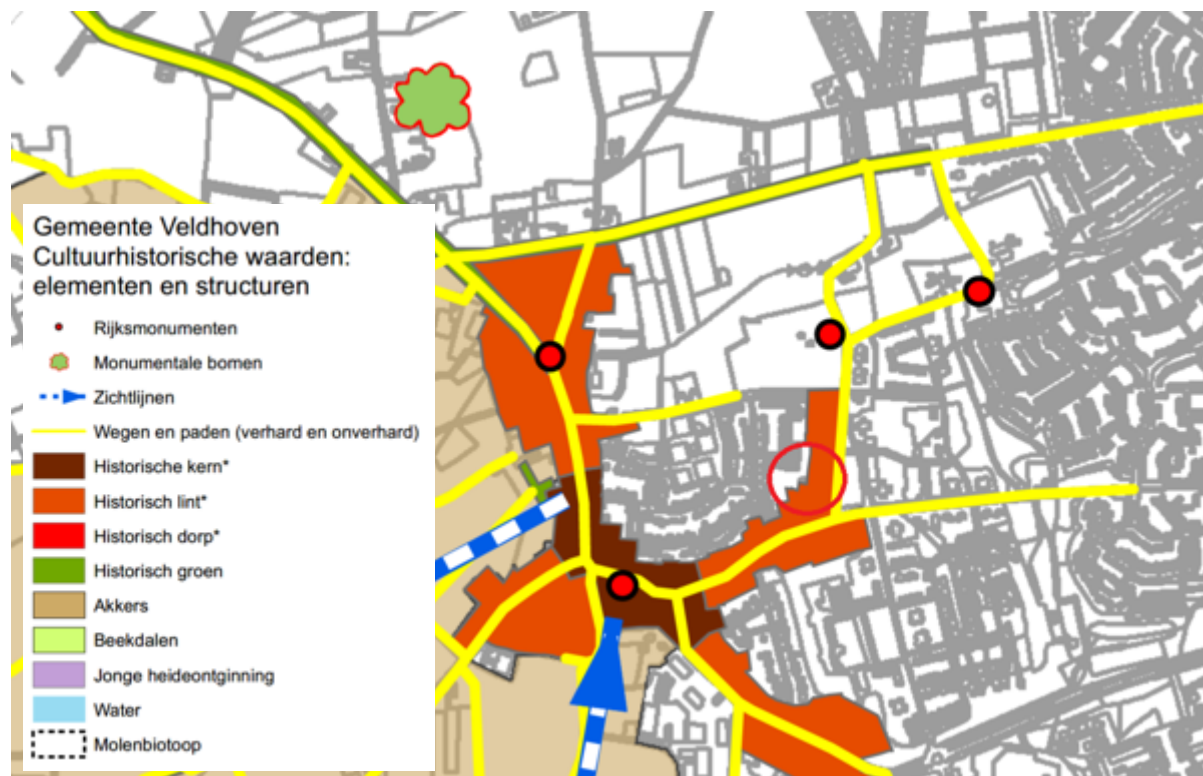 Gemeente Veldhoven
Cultuurhistorische waarden:
elementen en structuren
Rijksmonumenten
Monumentale bomen
Zichtlijnen
Wegen en paden (verhard en onverhard)
Historische kern*
Historisch lint*
Historisch dorp*
Historisch groen
Akkers
Beekdalen
Jonge heideontginning
Water
Molenbiotoop